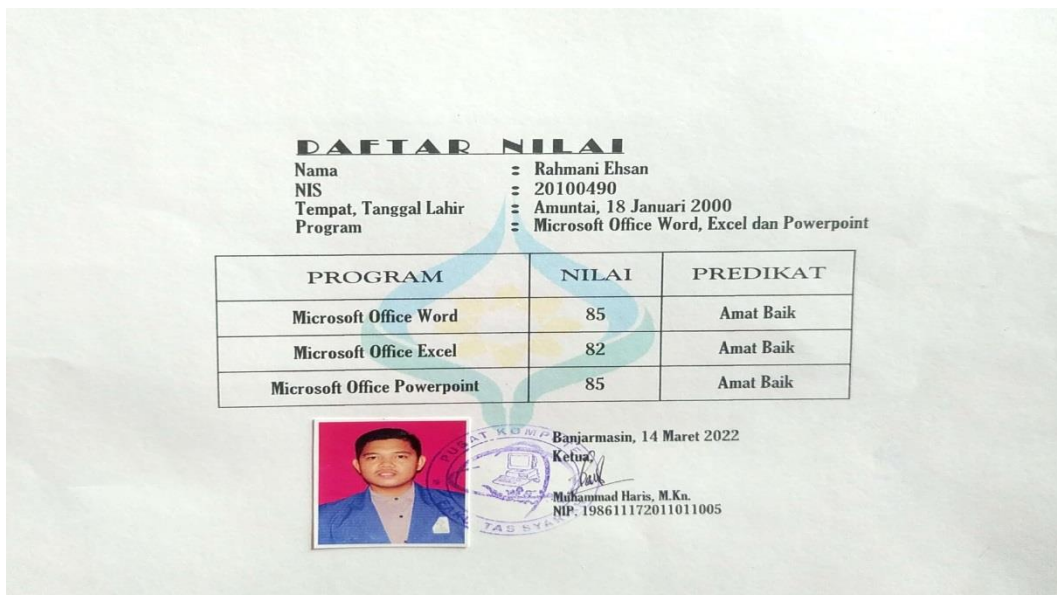 DAFTAR NILAI
Nama : Rahmani Ehsan
NIS : 20100490
Tempat, Tanggal Lahir : Amuntai, 18 Januari 2000
Program : Microsoft Office Word, Excel dan Powerpoint
PROGRAM NILAI PREDIKAT
Microsoft Office Word 85 Amat Baik
Microsoft Office Excel 82 Amat Baik
Microsoft Office Powerpoint 85 Amat Baik
Banjarmasin, 14 Maret 2022
Ketua,
Muhammad Haris, M.Kn.
NIP. 198611172011011005
PUSAT